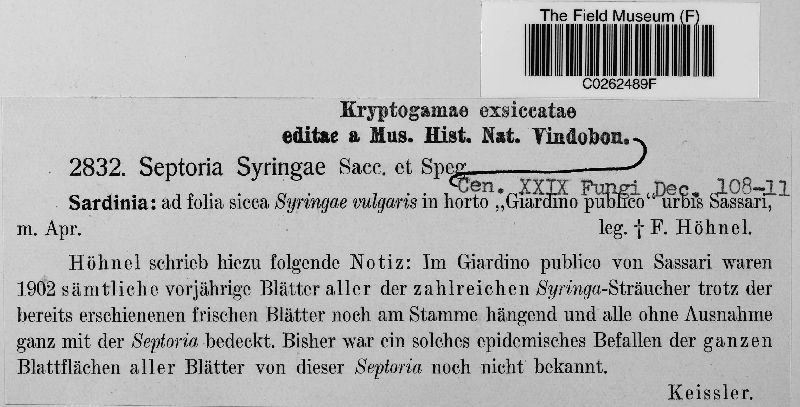 The Field Museum (F)
C0262489F
Kryptogamae exsiccatae
editae a Mus. Hist. Nat. Vindobon.
2832. Septoria Syringae Sacc. et Speg.
Cen. XXIX Fungi Dec. 108-11
Sardinia: ad folia sicca Syringae vulgaris in horto „Giardino publico“ urbis Sassari,
m. Apr. leg. † F. Höhnel.
Höhnel schrieb hiezu folgende Notiz: Im Giardino publico von Sassari waren
1902 sämtliche vorjährige Blätter aller der zahlreichen Syringa-Sträucher trotz der
bereits erschienenen frischen Blätter noch am Stamme hängend und alle ohne Ausnahme
ganz mit der Septoria bedeckt. Bisher war ein solches epidemisches Befallen der ganzen
Blattflächen aller Blätter von dieser Septoria noch nicht bekannt.
Keissler.